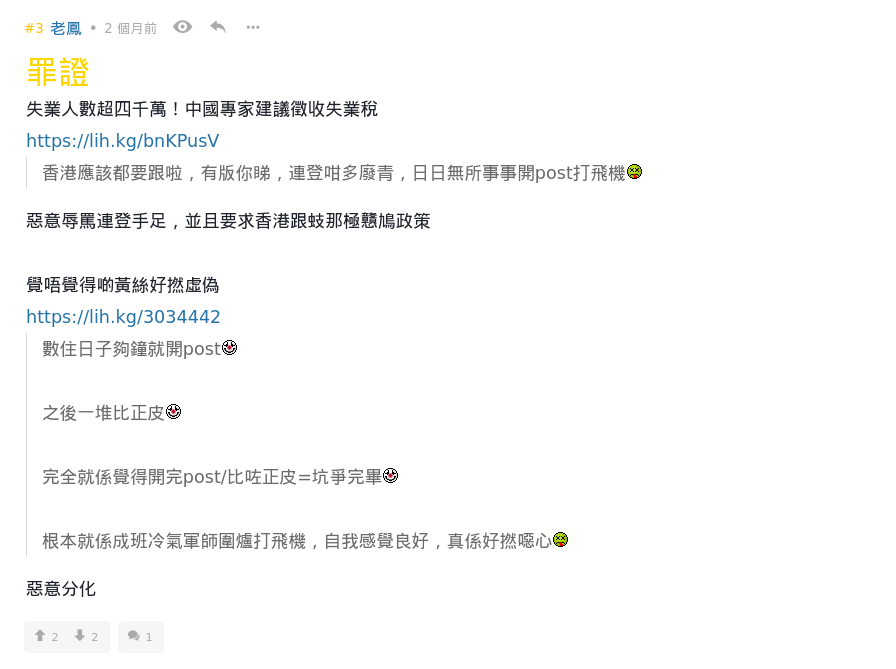 #3 老鳳 • 2 個月前
罪證
失業人數超四千萬！中國專家建議徵收失業稅
https://lih.kg/bnKPusV
香港應該都要跟啦，有版你睇，連登咁多廢青，日日無所事事開post打飛機
惡意辱罵連登手足，並且要求香港跟蚑那極戇鳩政策
覺唔覺得啲黃絲好撚虛偽
https://lih.kg/3034442
數住日子夠鐘就開post
之後一堆比正皮
完全就係覺得開完post/比咗正皮=坑爭完畢
根本就係成班冷氣軍師圍爐打飛機，自我感覺良好，真係好撚噁心
惡意分化
2 2 1